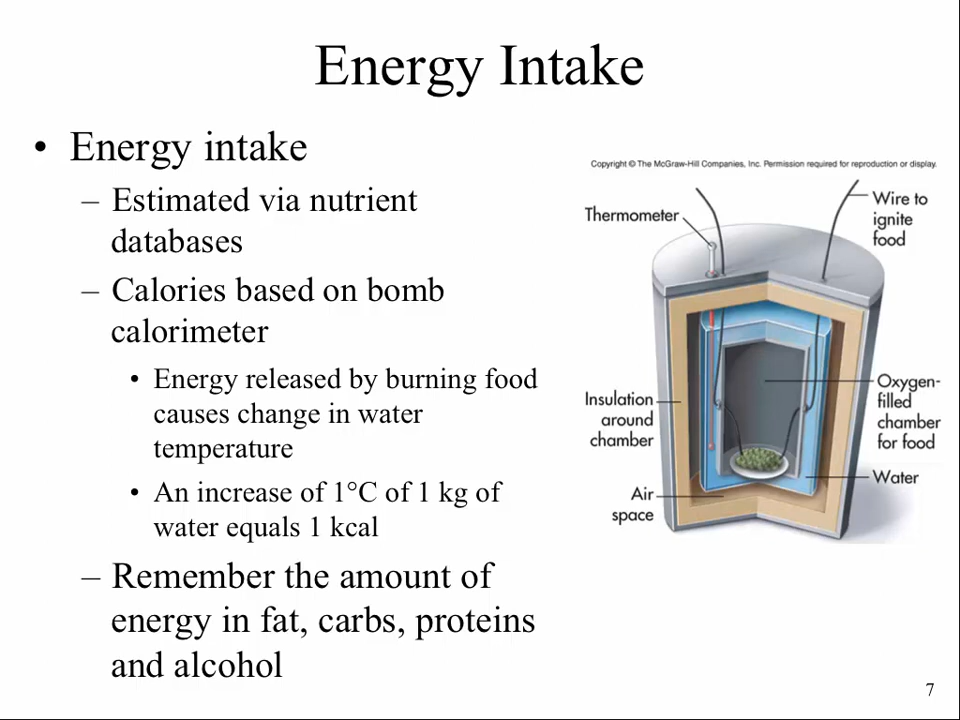 Energy Intake
• Energy intake
– Estimated via nutrient
databases
– Calories based on bomb
calorimeter
• Energy released by burning food
causes change in water
temperature
• An increase of 1°C of 1 kg of
water equals 1 kcal
– Remember the amount of
energy in fat, carbs, proteins
and alcohol
Copyright © The McGraw-Hill Companies, Inc. Permission required for reproduction or display.
Thermometer
Wire to
ignite
food
Insulation
around
chamber
Oxygen-
filled
chamber
for food
Air
space
Water
7